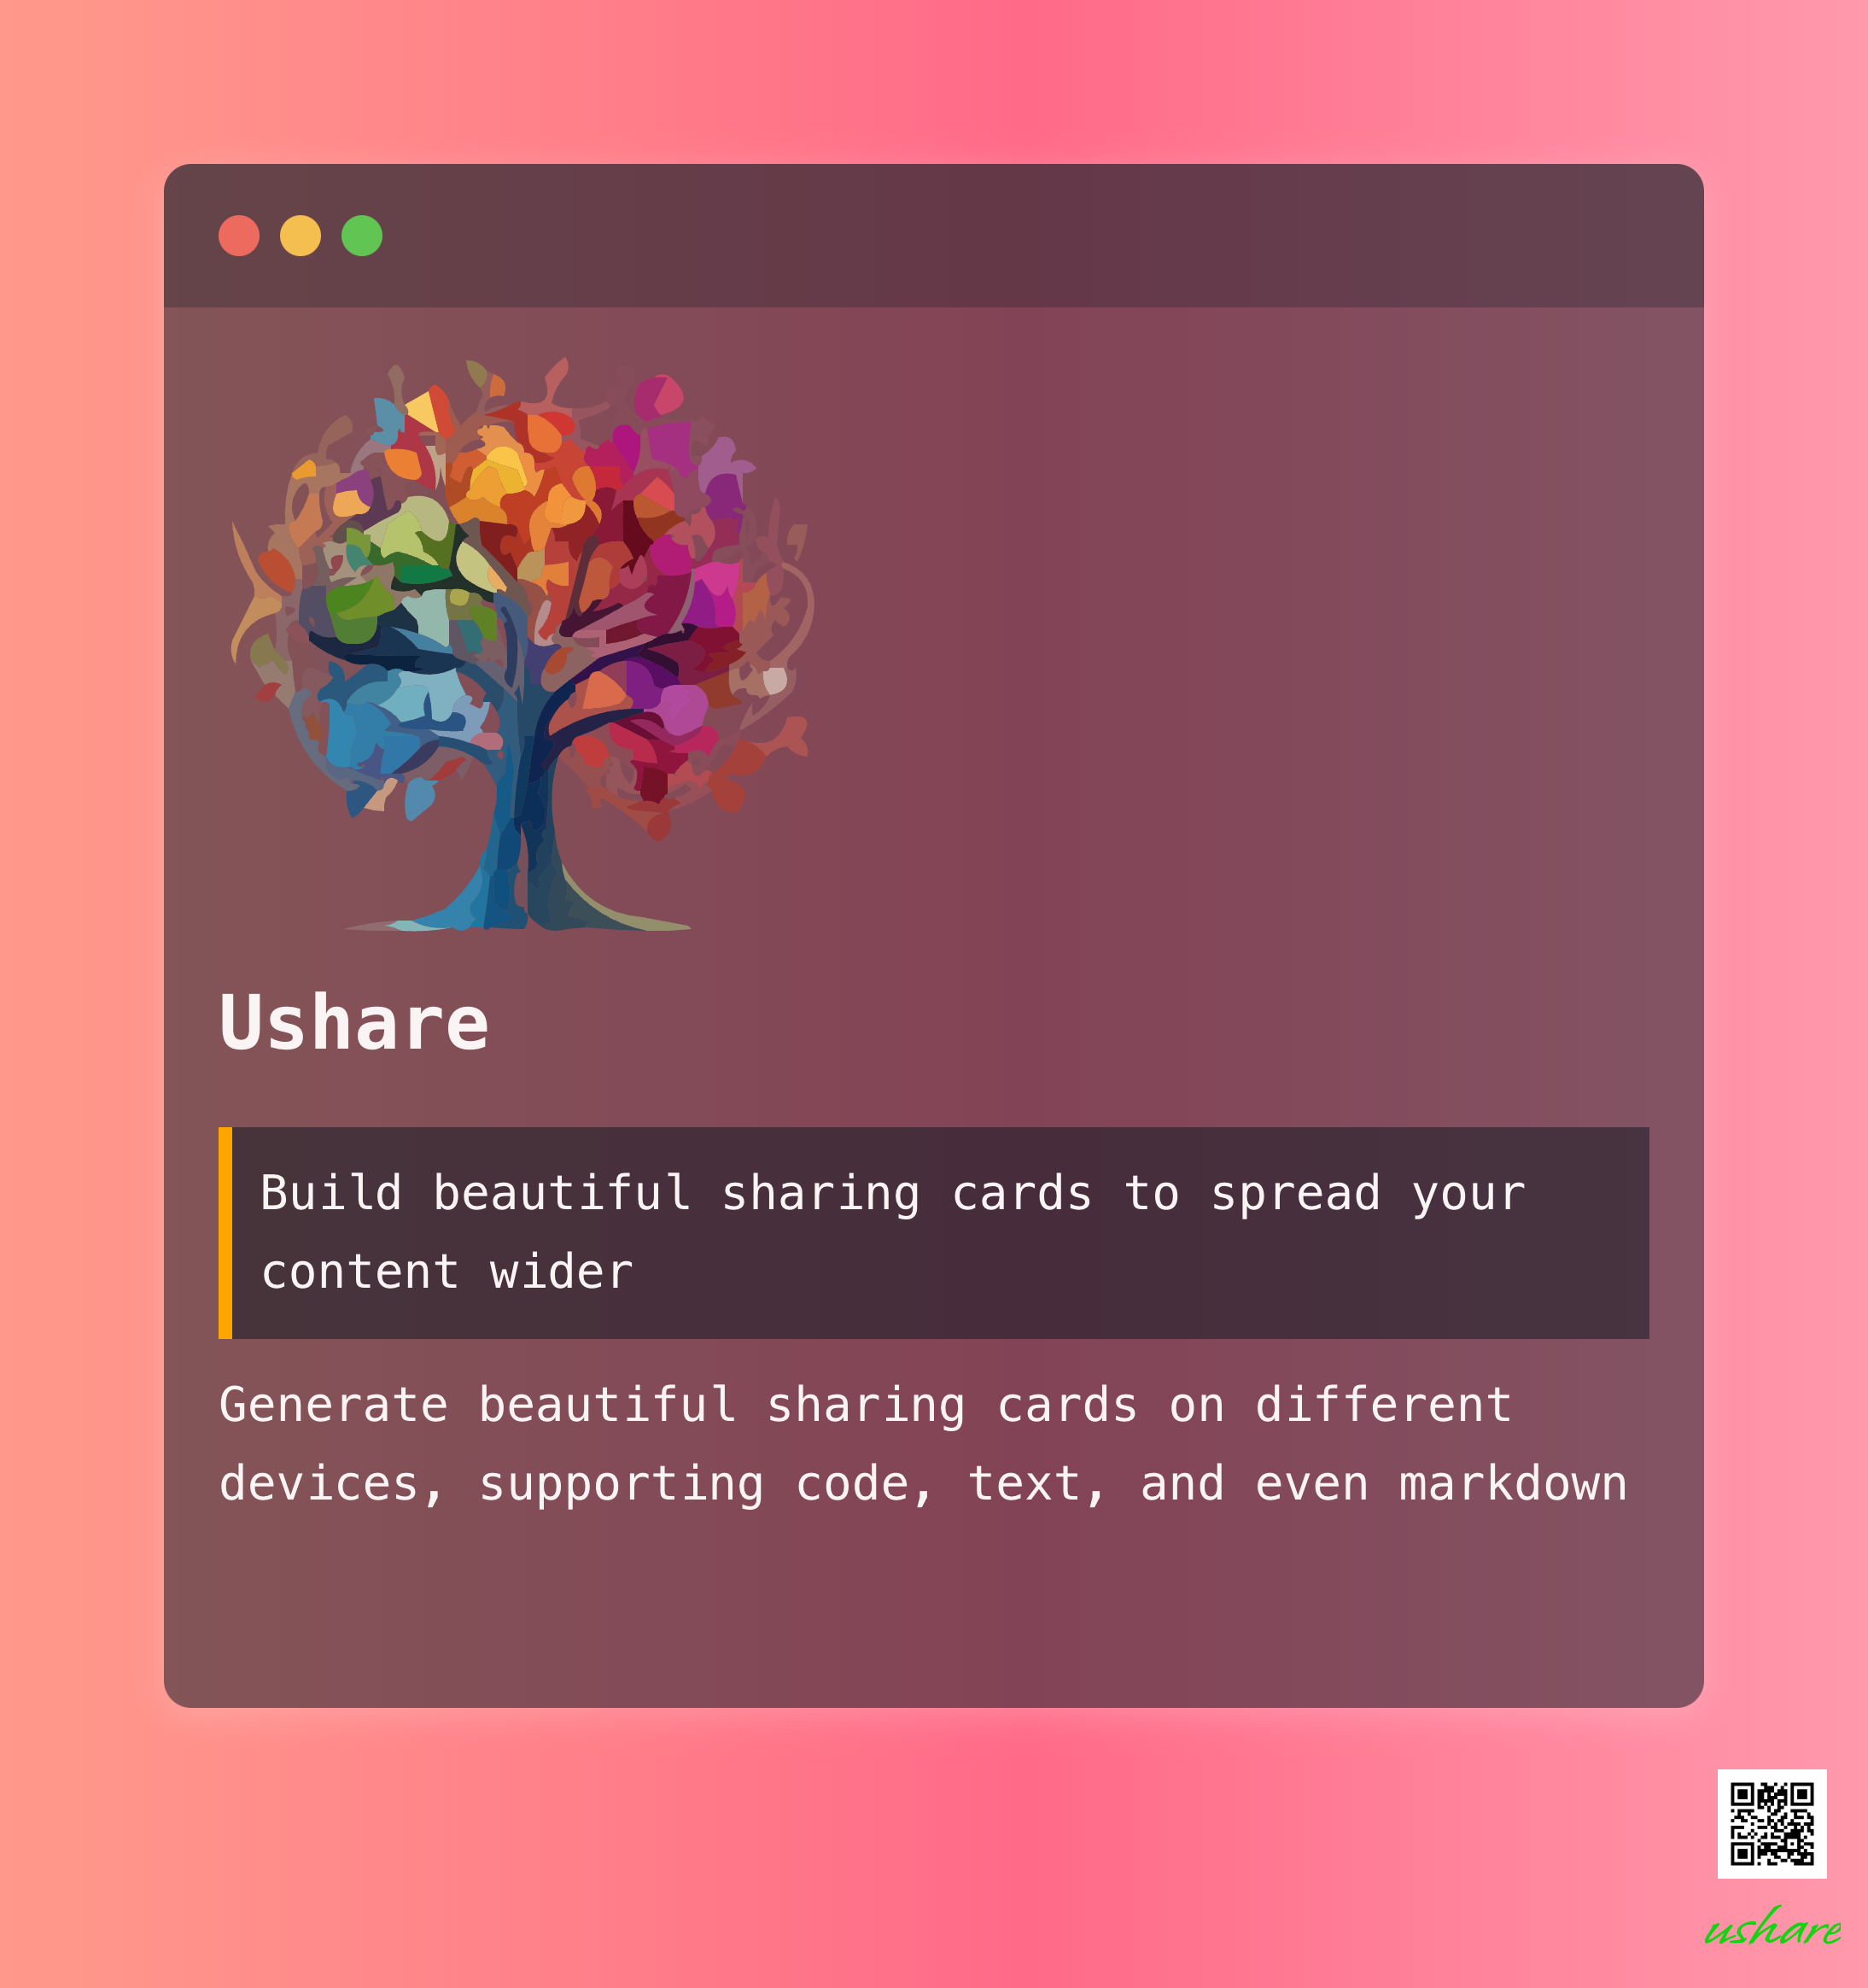 Ushare
Build beautiful sharing cards to spread your
content wider
Generate beautiful sharing cards on different
devices, supporting code, text, and even markdown
ushare